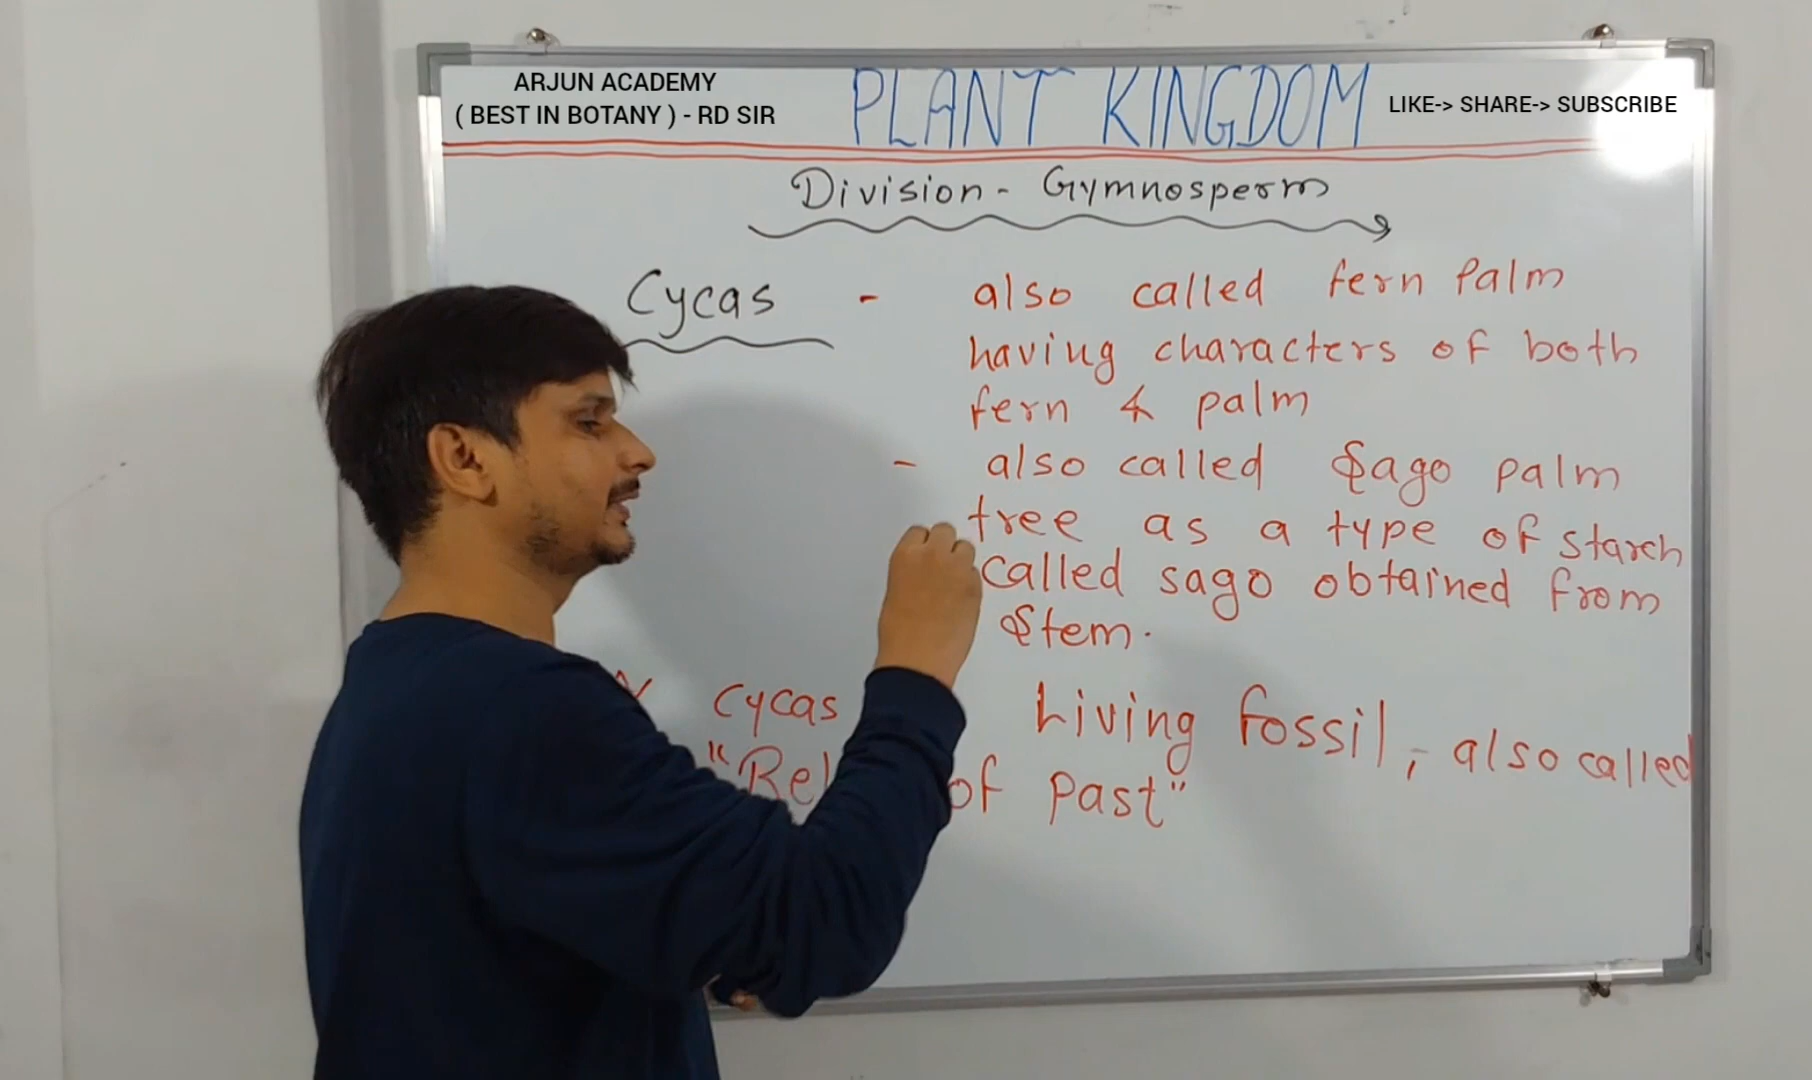 ARJUN ACADEMY
( BEST IN BOTANY ) - RD SIR
PLANT KINGDOM
LIKE-> SHARE-> SUBSCRIBE
Division - Gymnosperm
Cycas - also called fern Palm
having characters of both
fern & palm
- also called Sago palm
tree as a type of starch
called sago obtained from
Stem.
Cycas Living fossil, also called
" of Past"